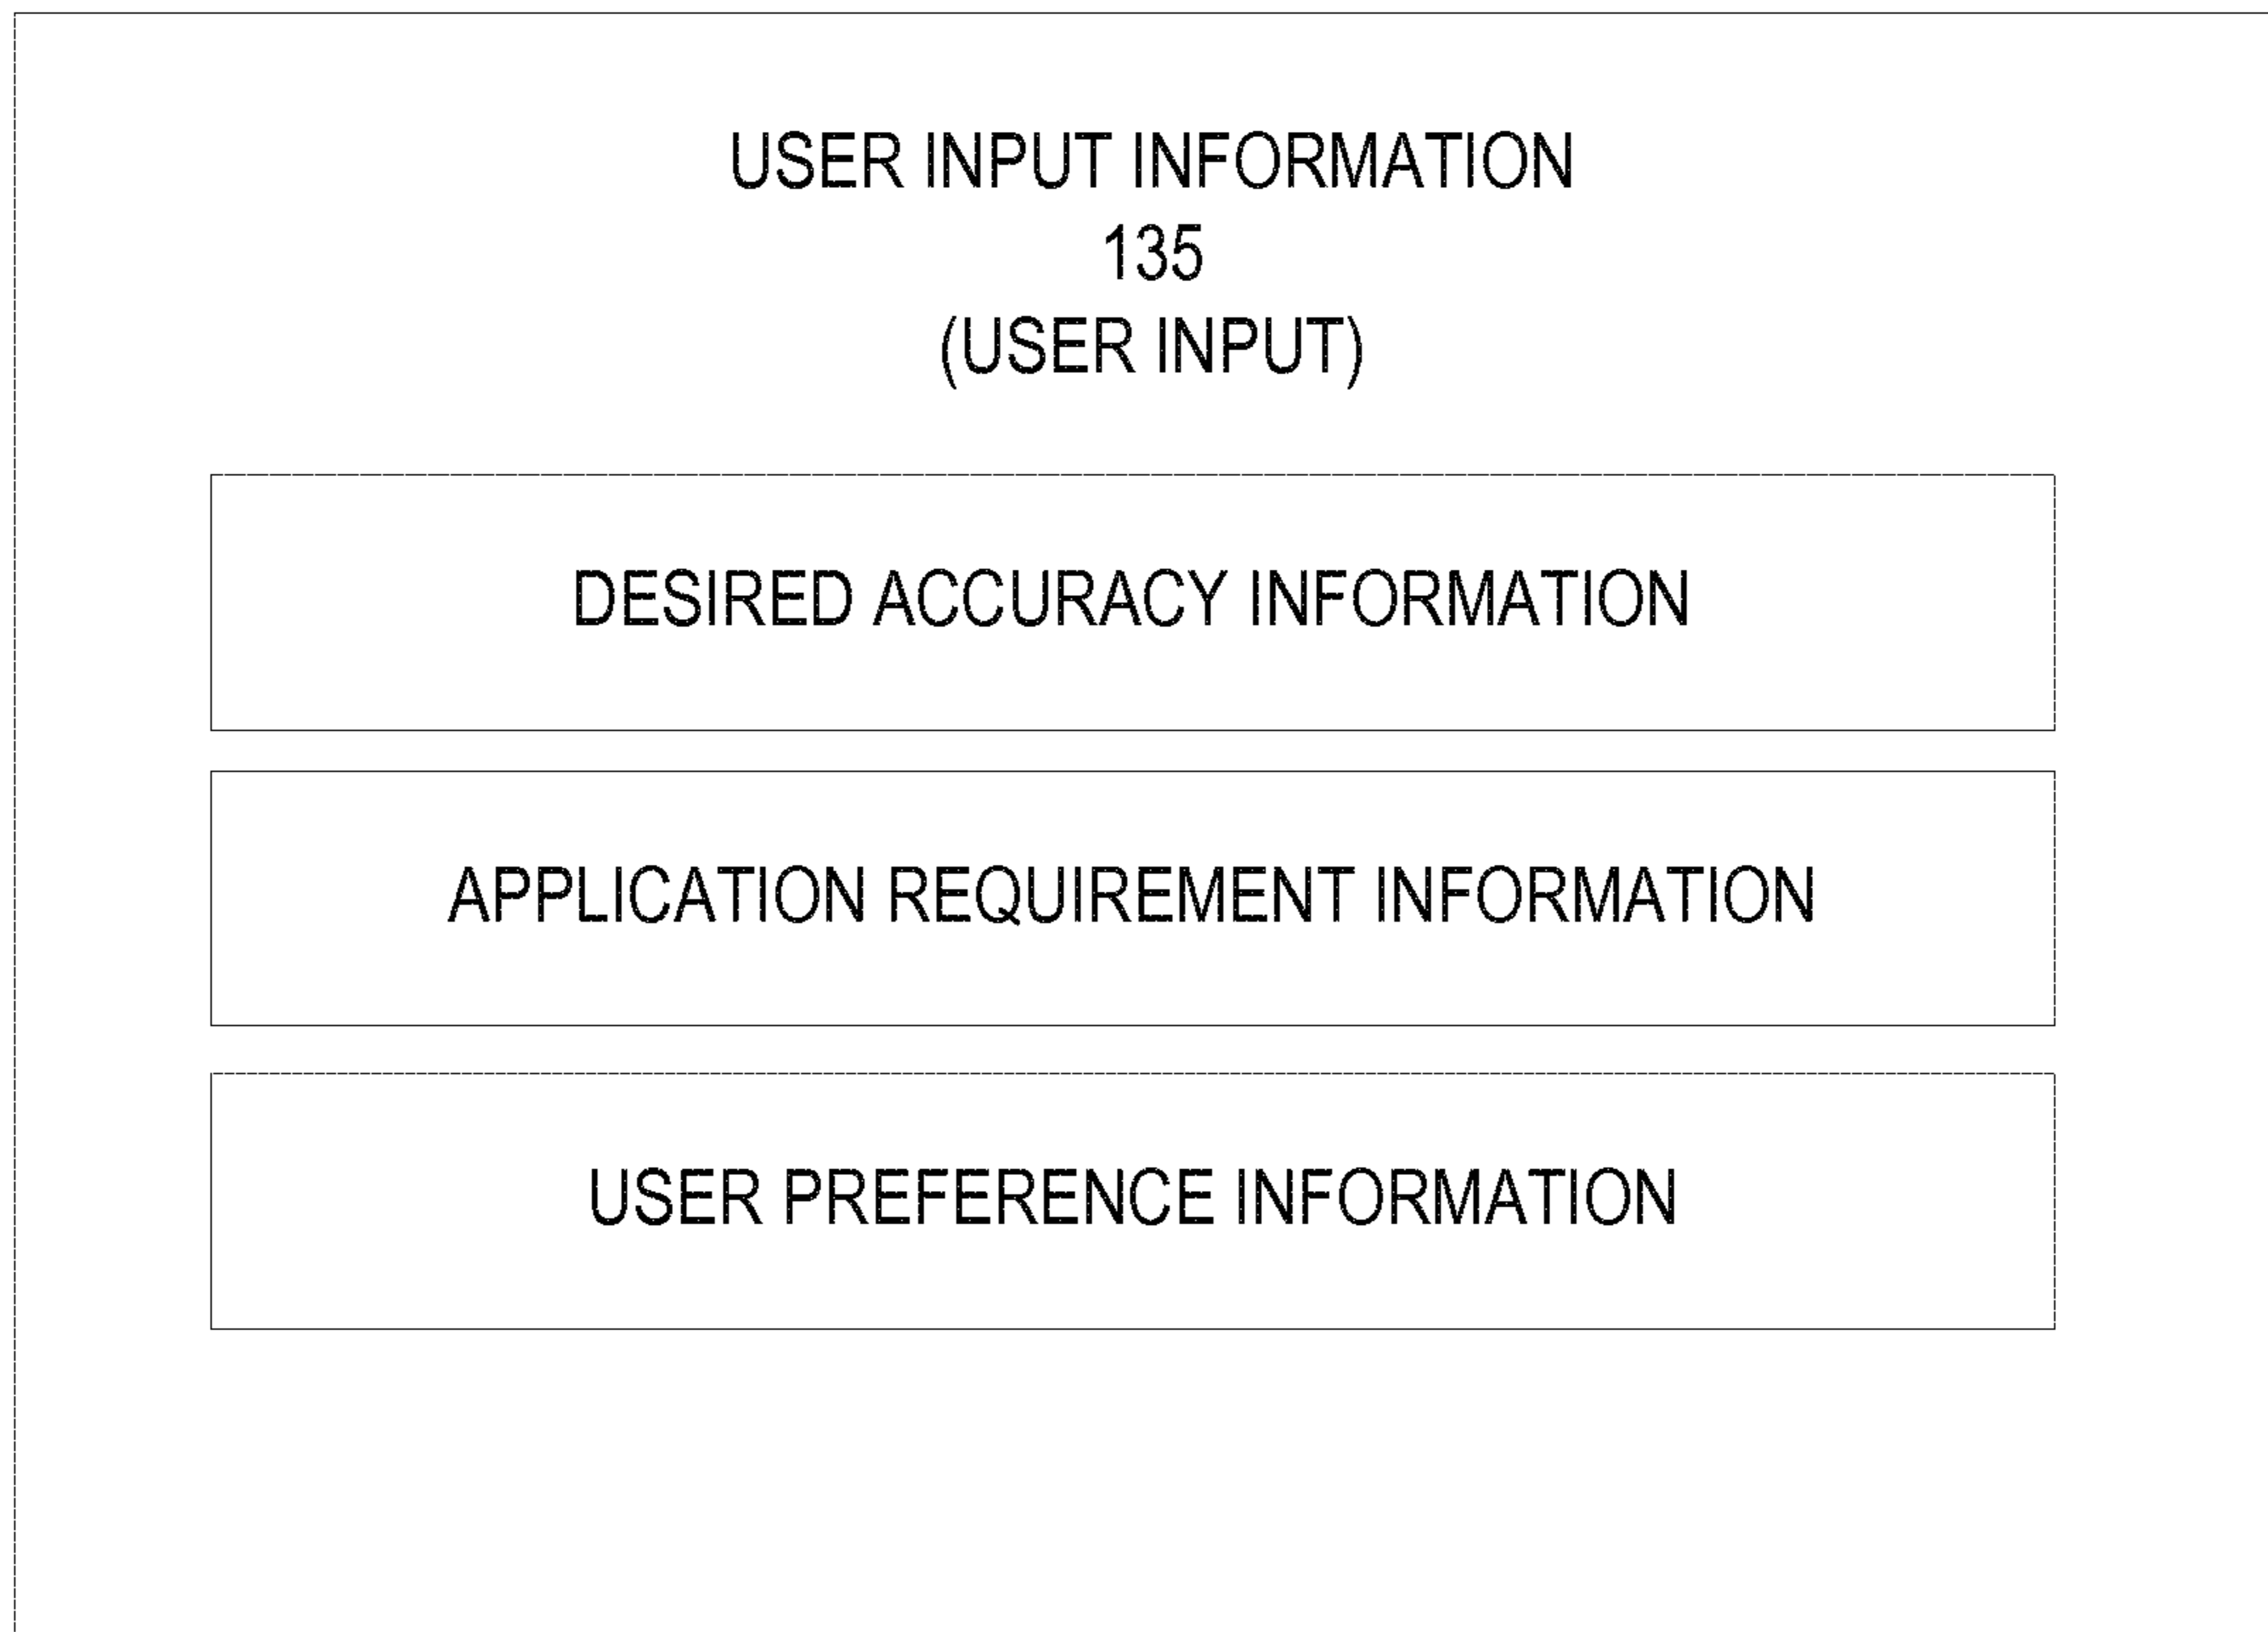 USER INPUT INFORMATION
135
(USER INPUT)
DESIRED ACCURACY INFORMATION
APPLICATION REQUIREMENT INFORMATION
USER PREFERENCE INFORMATION